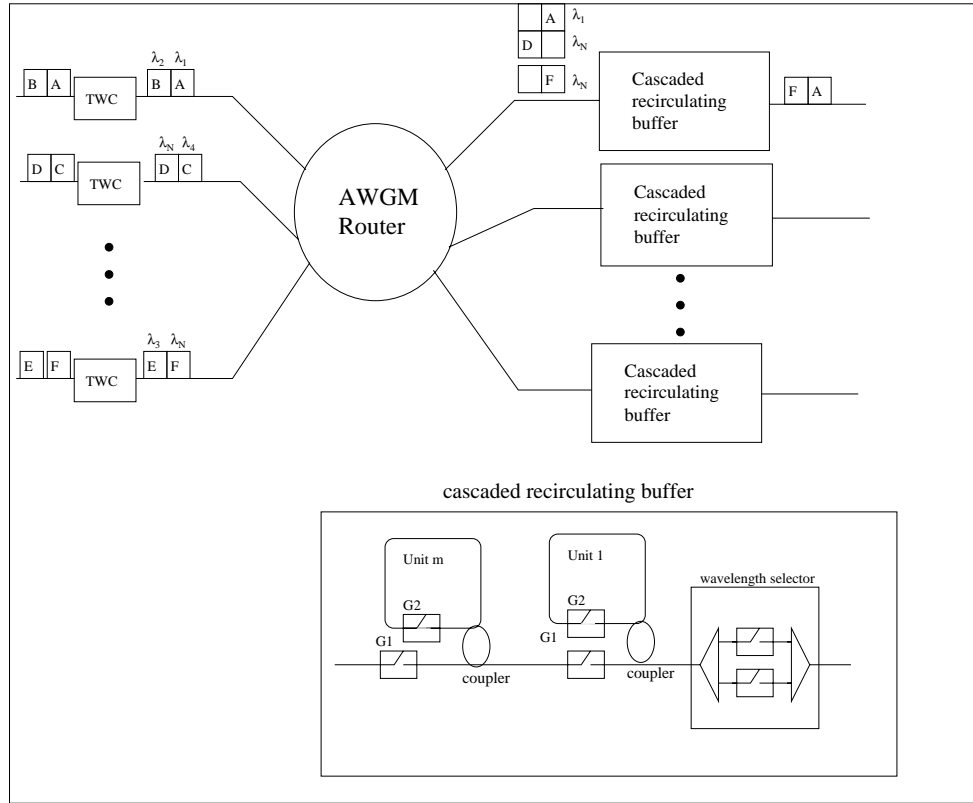 A λ1
D λN
F λN
λ2 λ1
B A TWC B A
Cascaded
recirculating
buffer
F A
λN λ4
D C TWC D C
AWGM
Router
Cascaded
recirculating
buffer
λ3 λN
E F TWC E F
Cascaded
recirculating
buffer
cascaded recirculating buffer
Unit m
G2
G1
coupler
Unit 1
G2
G1
coupler
wavelength selector